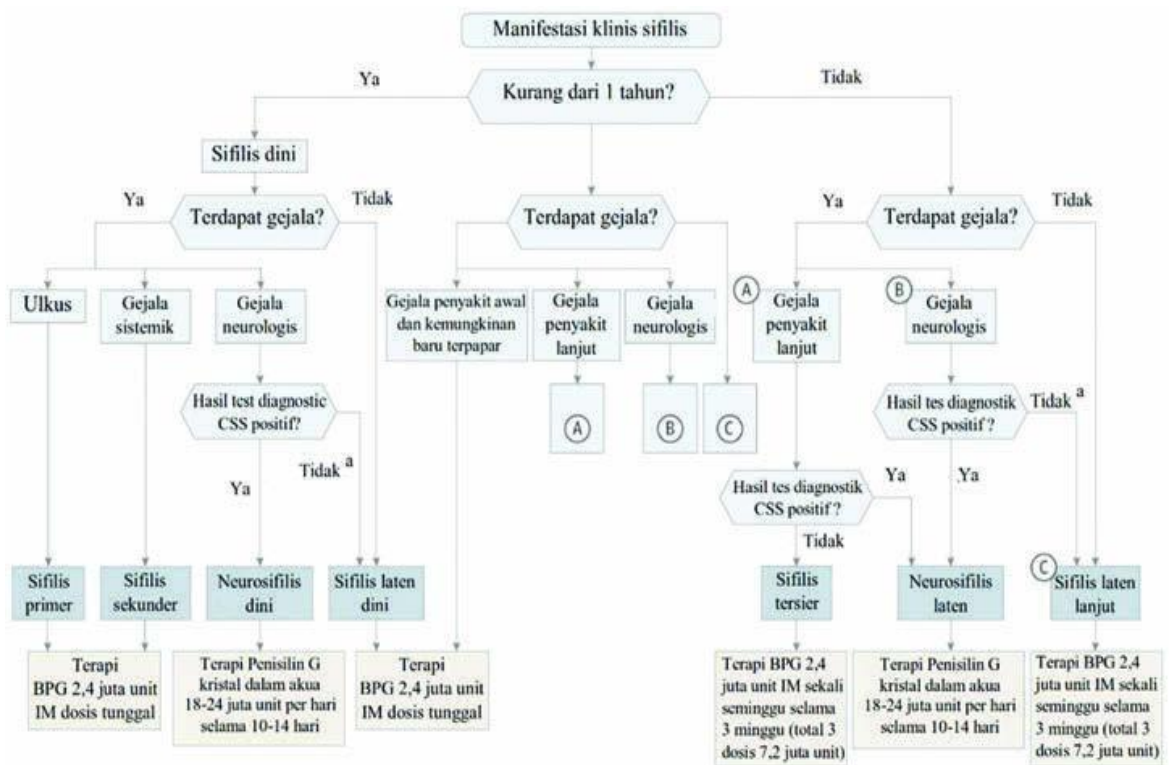 Manifestasi klinis sifilis
Ya
Kurang dari 1 tahun?
Tidak
Sifilis dini
Ya
Terdapat gejala?
Tidak
Terdapat gejala?
Ya
Terdapat gejala?
Tidak
Ulkus
Gejala
sistemik
Gejala
neurologis
Gejala penyakit awal
dan kemungkinan
baru terpapar
Gejala
penyakit
lanjut
Gejala
neurologis
A
Gejala
penyakit
lanjut
B
Gejala
neurologis
Hasil test diagnostic
CSS positif?
Tidak a
Ya
A
B
C
Hasil tes diagnostik
CSS positif ?
Tidak a
Ya
Hasil tes diagnostik
CSS positif ?
Ya
Tidak
Sifilis
primer
Sifilis
sekunder
Neurosifilis
dini
Sifilis laten
dini
Sifilis
tersier
Neurosifilis
laten
C
Sifilis laten
lanjut
Terapi
BPG 2,4 juta unit
IM dosis tunggal
Terapi Penisilin G
kristal dalam akua
18-24 juta unit per hari
selama 10-14 hari
Terapi
BPG 2,4 juta unit
IM dosis tunggal
Terapi BPG 2,4
juta unit IM sekali
seminggu selama
3 minggu (total 3
dosis 7,2 juta unit)
Terapi Penisilin G
kristal dalam akua
18-24 juta unit per hari
selama 10-14 hari
Terapi BPG 2,4
juta unit IM sekali
seminggu selama
3 minggu (total 3
dosis 7,2 juta unit)